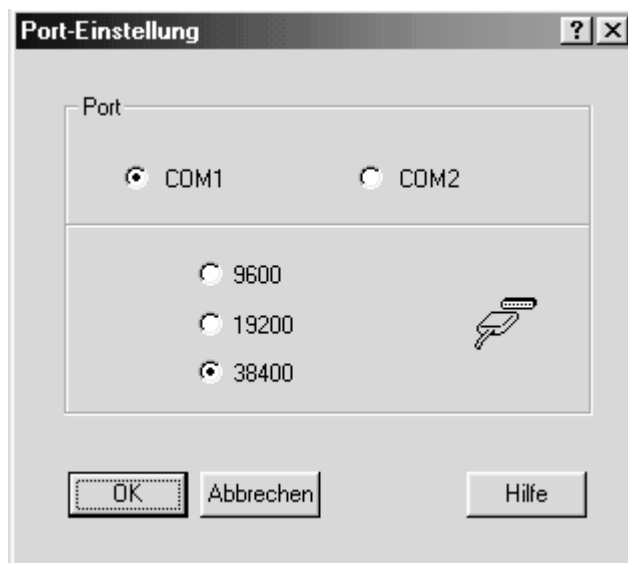 Port-Einstellung
Port
COM1 COM2
9600
19200
38400
OK Abbrechen Hilfe